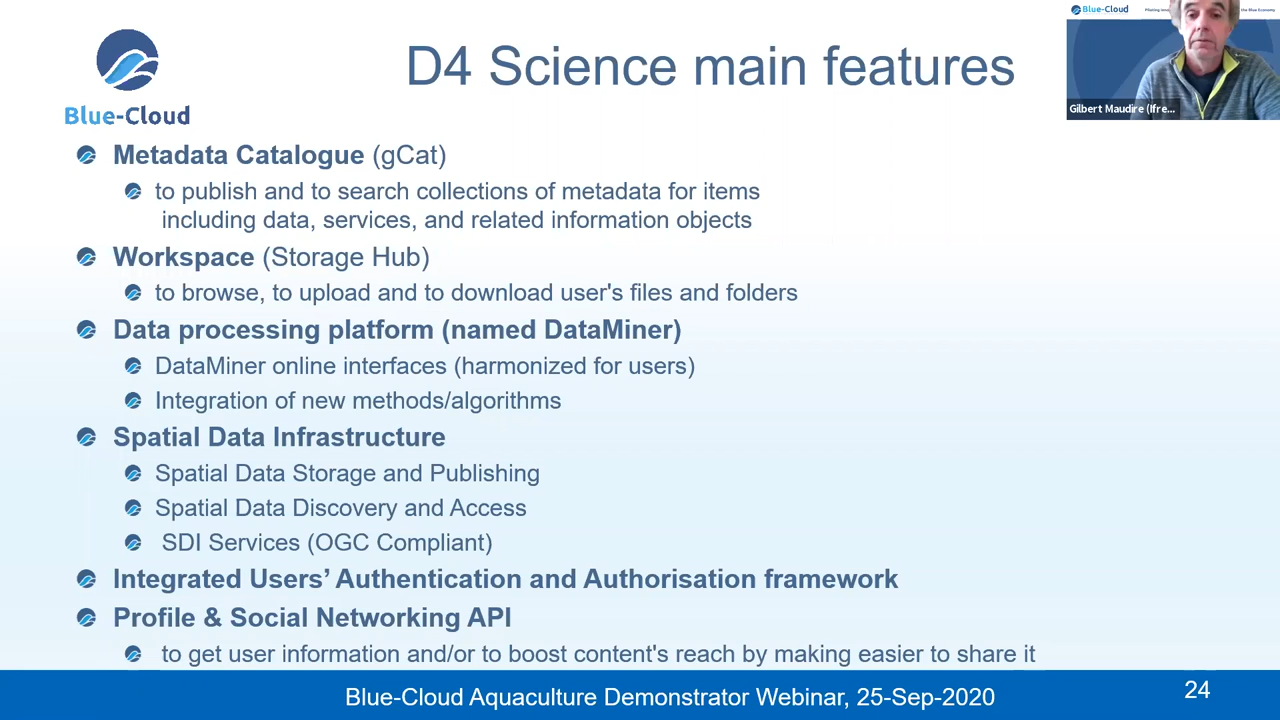 D4 Science main features
Blue-Cloud
Blue-Cloud
the Blue Economy
Gilbert Maudire (Ifre...
Metadata Catalogue (gCat)
to publish and to search collections of metadata for items
including data, services, and related information objects
Workspace (Storage Hub)
to browse, to upload and to download user's files and folders
Data processing platform (named DataMiner)
DataMiner online interfaces (harmonized for users)
Integration of new methods/algorithms
Spatial Data Infrastructure
Spatial Data Storage and Publishing
Spatial Data Discovery and Access
SDI Services (OGC Compliant)
Integrated Users’ Authentication and Authorisation framework
Profile & Social Networking API
to get user information and/or to boost content's reach by making easier to share it
Blue-Cloud Aquaculture Demonstrator Webinar, 25-Sep-2020
24